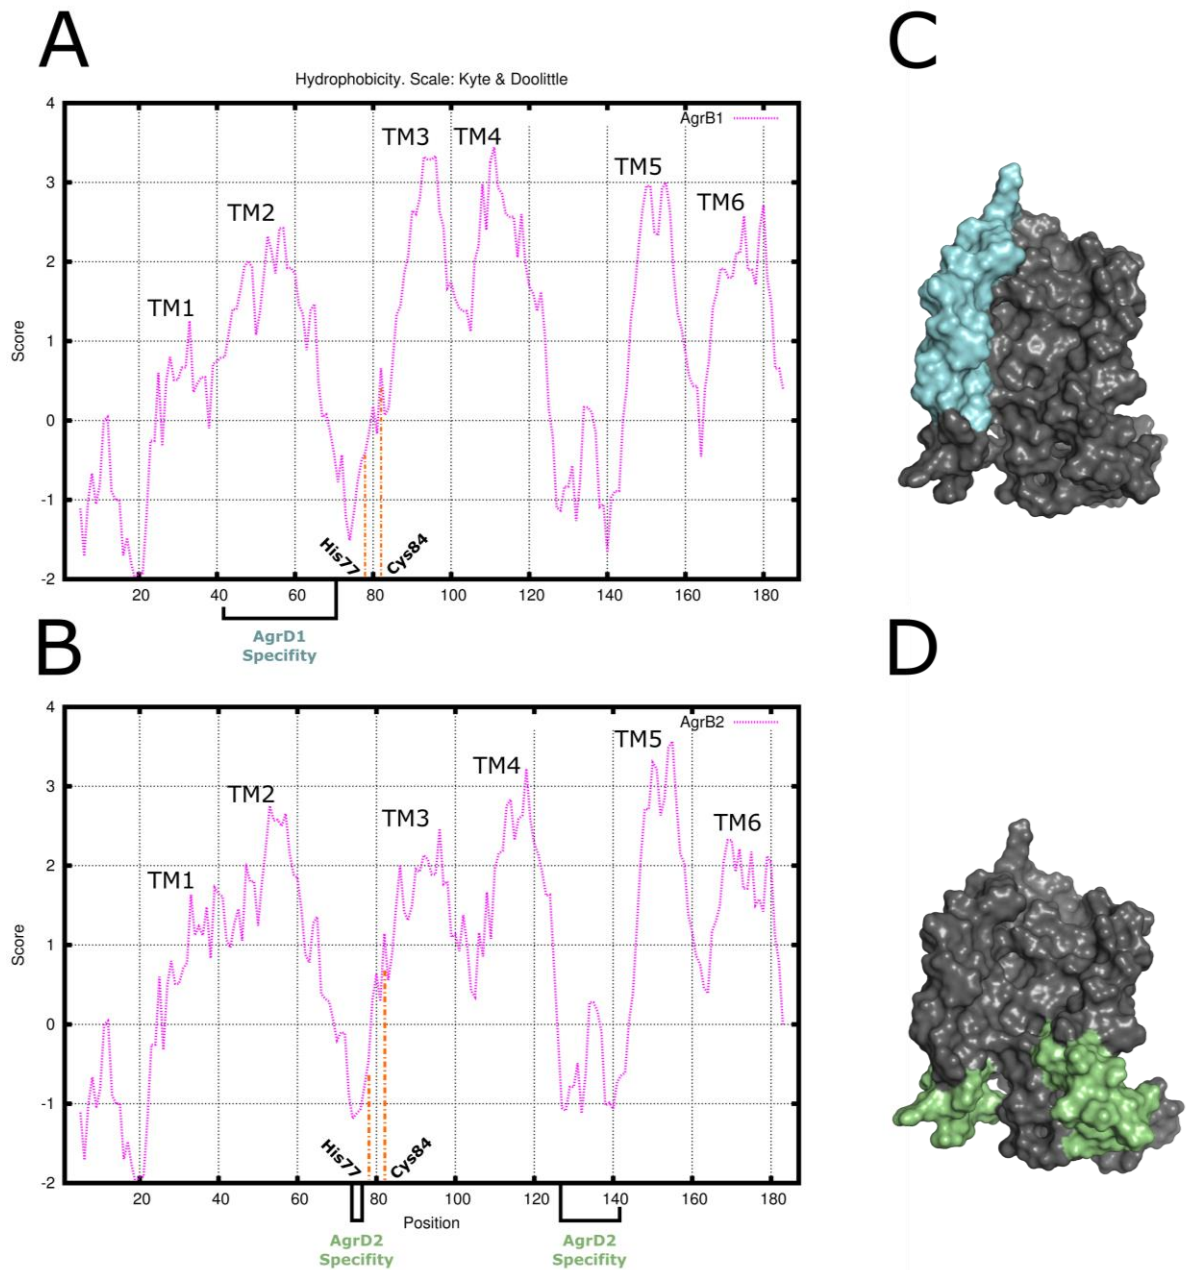 A
C
Hydrophobicity. Scale: Kyte & Doolittle
AgrB1
Score
4
3
2
1
0
-1
-2
TM1
TM2
TM3
TM4
TM5
TM6
His77
Cys84
20 40 60 80 100 120 140 160 180
AgrD1
Specifity
B
D
AgrB2
Score
4
3
2
1
0
-1
-2
TM1
TM2
TM3
TM4
TM5
TM6
His77
Cys84
20 40 60 80 100 120 140 160 180
Position
AgrD2
Specifity
AgrD2
Specifity